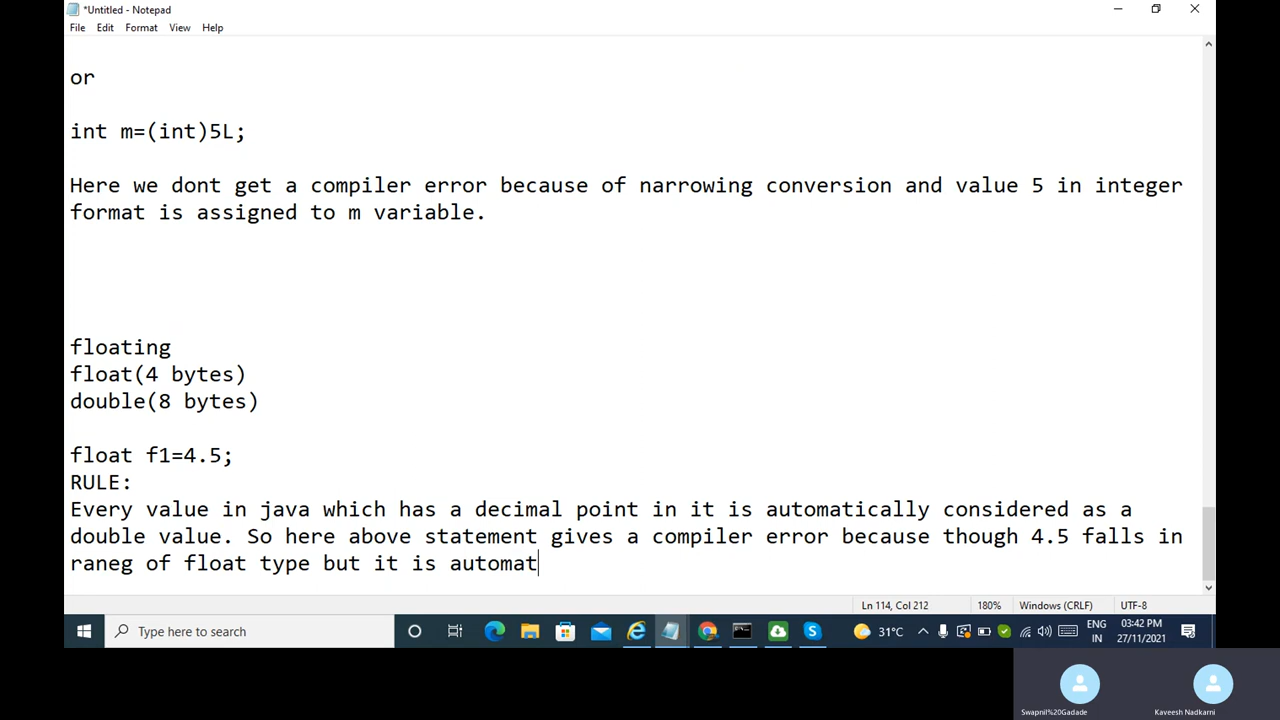 *Untitled - Notepad
File Edit Format View Help
or
int m=(int)5L;
Here we dont get a compiler error because of narrowing conversion and value 5 in integer
format is assigned to m variable.
floating
float(4 bytes)
double(8 bytes)
float f1=4.5;
RULE:
Every value in java which has a decimal point in it is automatically considered as a
double value. So here above statement gives a compiler error because though 4.5 falls in
raneg of float type but it is automat
Ln 114, Col 212 180% Windows (CRLF) UTF-8
Type here to search
31°C
ENG
IN
03:42 PM
27/11/2021
Swapnil%20Gadade
Kaveesh Nadkarni